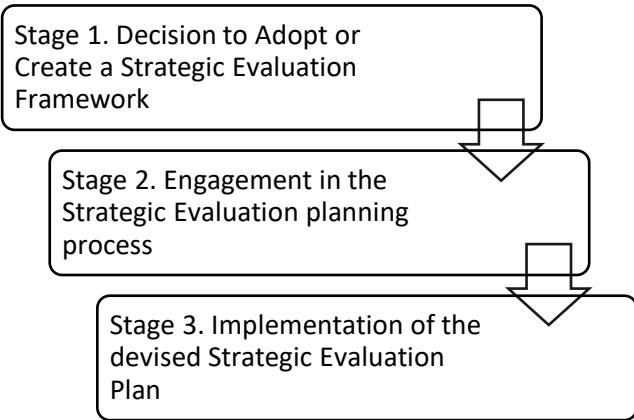 Stage 1. Decision to Adopt or
Create a Strategic Evaluation
Framework
Stage 2. Engagement in the
Strategic Evaluation planning
process
Stage 3. Implementation of the
devised Strategic Evaluation
Plan